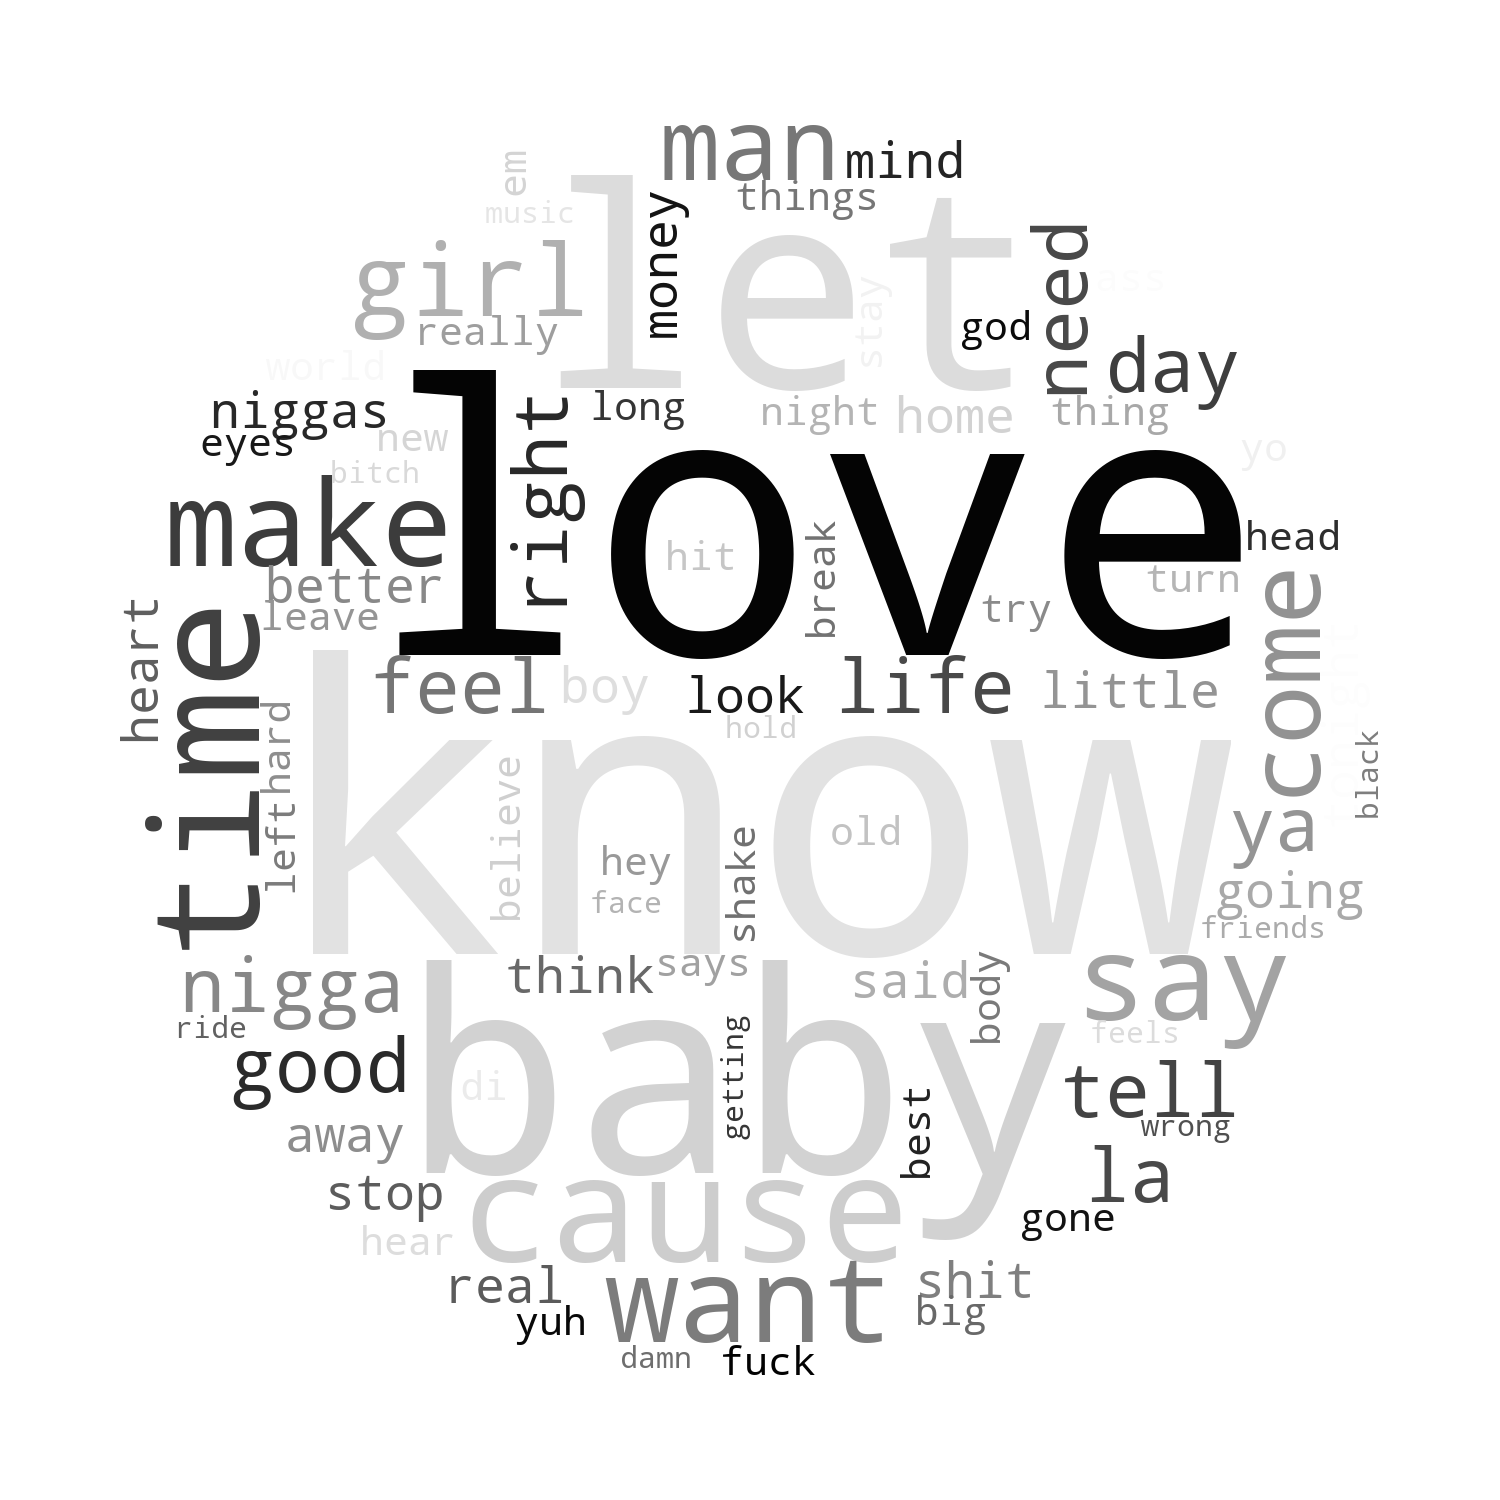 man
mind
em
things
music
let
money
girl
need
ass
really
stay
god
world
day
love
niggas
right
long
night
home
thing
eyes
new
yo
bitch
make
hit
break
head
better
turn
leave
try
heart
time
come
feel
boy
look
life
little
hold
know
tonight
black
left
hard
believe
old
ya
hey
shake
face
going
friends
nigga
think
says
said
body
say
ride
baby
feels
good
di
getting
best
tell
wrong
away
la
stop
cause
gone
hear
real
want
shit
yuh
big
damn
fuck